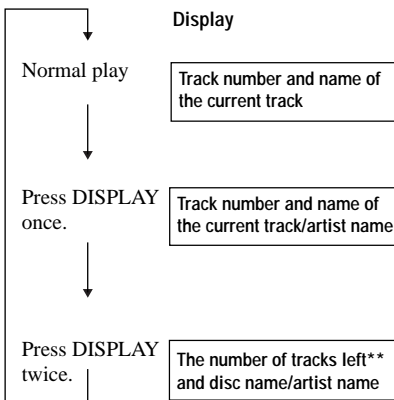 Display
Normal play
Track number and name of
the current track
Press DISPLAY
once.
Track number and name of
the current track/artist name
Press DISPLAY
twice.
The number of tracks left**
and disc name/artist name